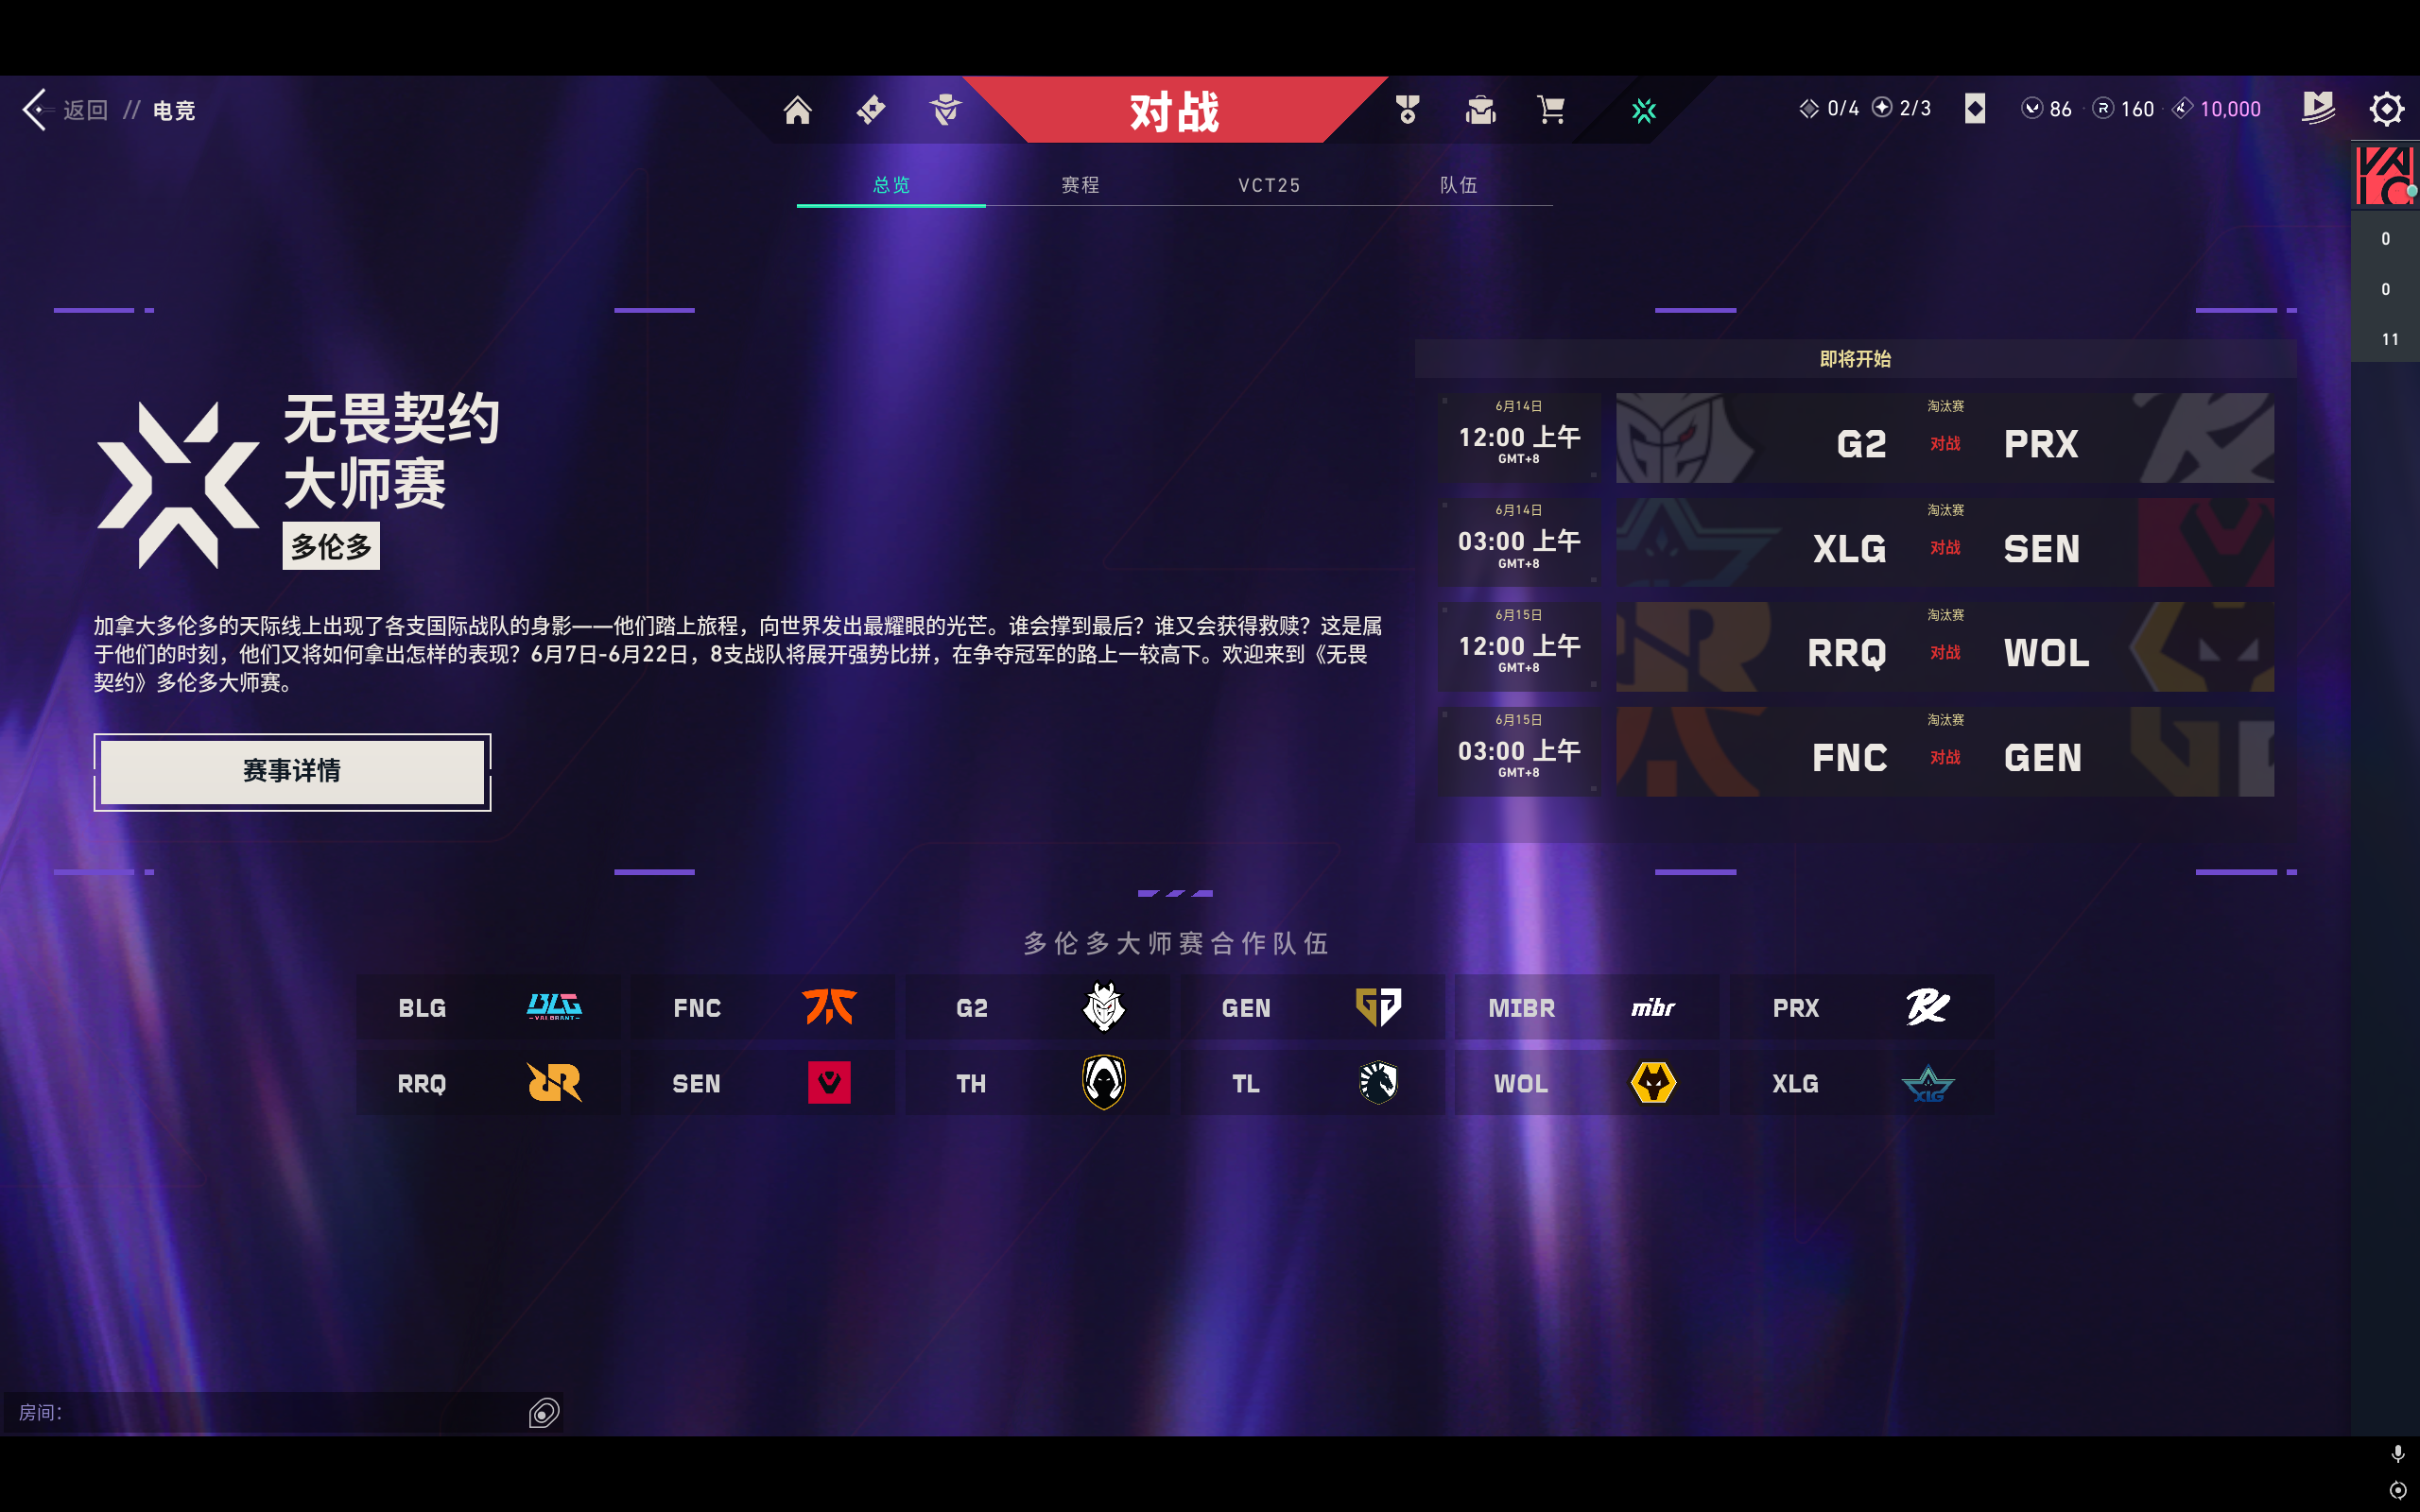 返回 // 电竞
对战
0/4 2/3
86 160 10,000
总览 赛程 VCT25 队伍
0
0
11
无畏契约
大师赛
多伦多
加拿大多伦多的天际线上出现了各支国际战队的身影——他们踏上旅程，向世界发出最耀眼的光芒。谁会撑到最后？谁又会获得救赎？这是属
于他们的时刻，他们又将如何拿出怎样的表现？6月7日-6月22日，8支战队将展开强势比拼，在争夺冠军的路上一较高下。欢迎来到《无畏
契约》多伦多大师赛。
赛事详情
即将开始
6月14日
12:00 上午
GMT+8
淘汰赛
G2 对战 PRX
6月14日
03:00 上午
GMT+8
淘汰赛
XLG 对战 SEN
6月15日
12:00 上午
GMT+8
淘汰赛
RRQ 对战 WOL
6月15日
03:00 上午
GMT+8
淘汰赛
FNC 对战 GEN
多伦多大师赛合作队伍
BLG FNC G2 GEN MIBR mibr PRX
RRQ SEN TH TL WOL XLG
房间：